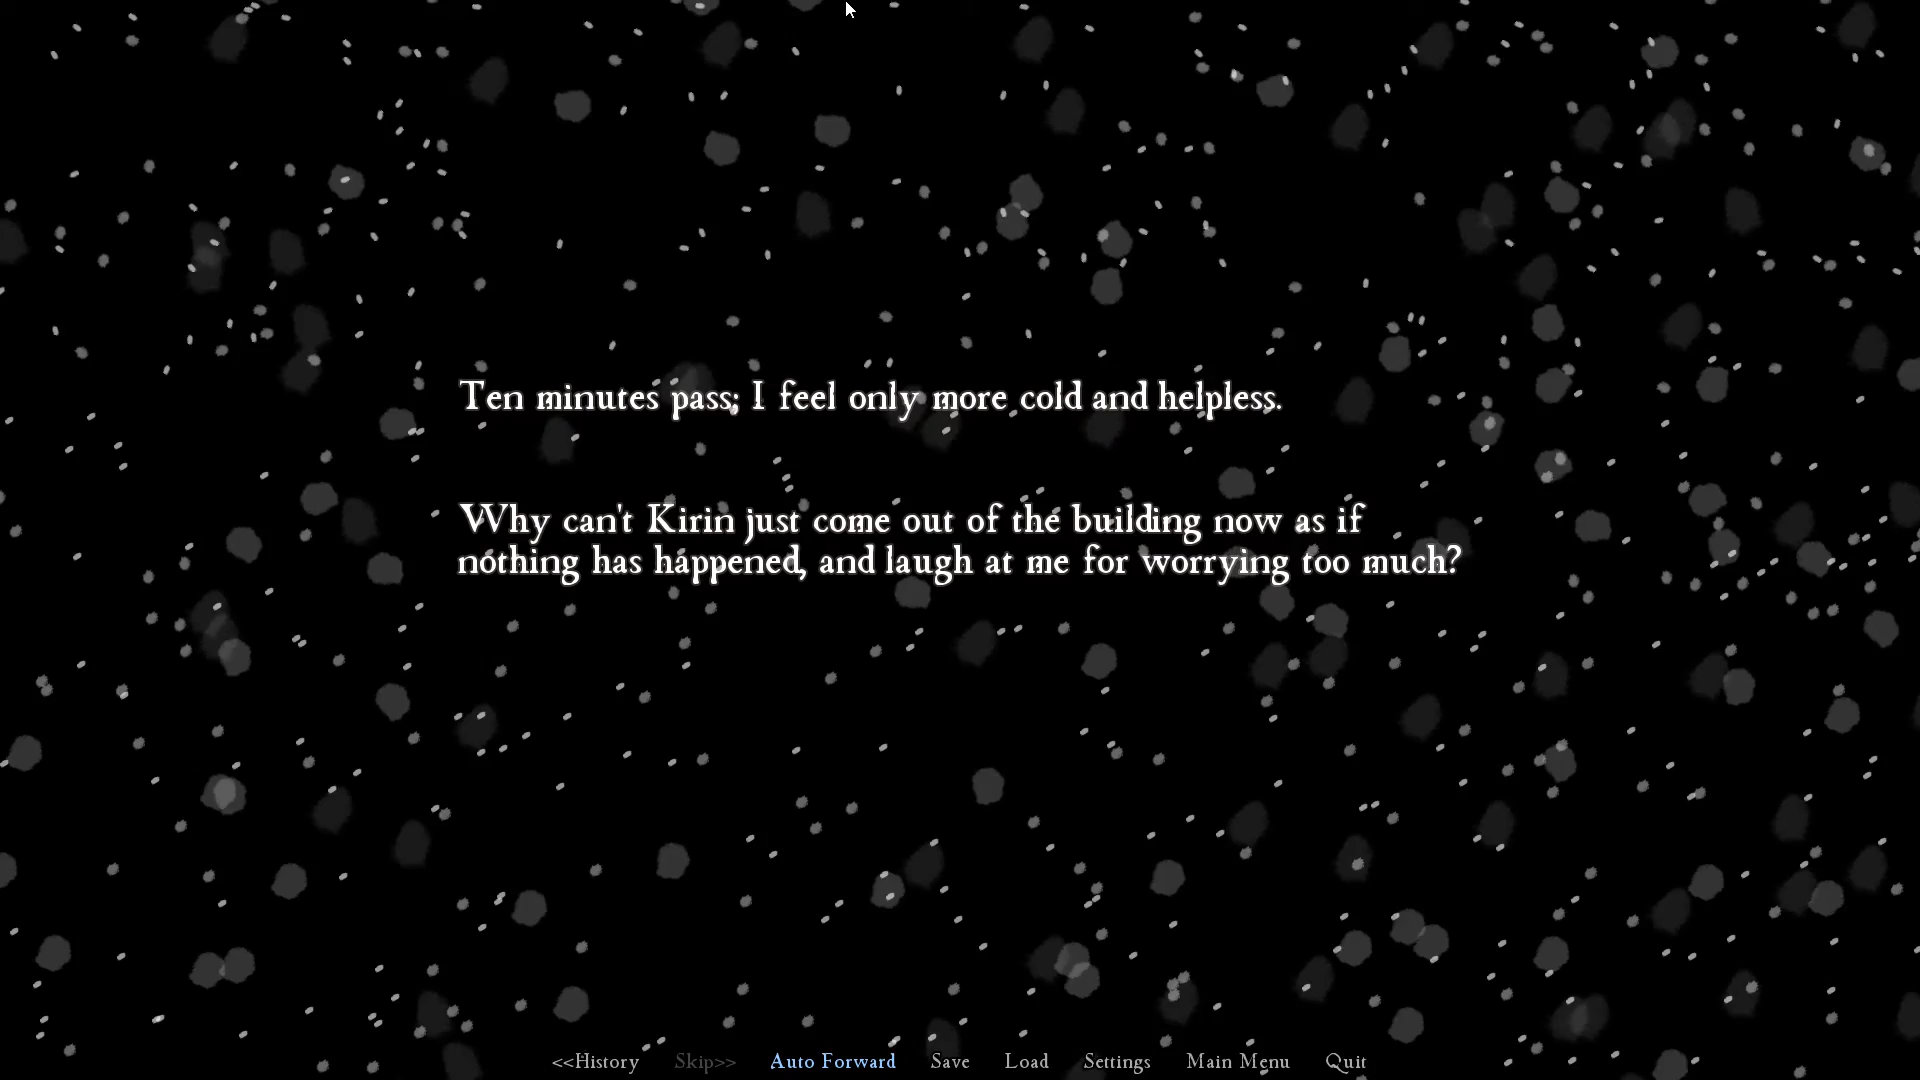 Ten minutes pass; I feel only more cold and helpless.
Why can't Kirin just come out of the building now as if
nothing has happened, and laugh at me for worrying too much?
<<History Skip>> Auto Forward Save Load Settings Main Menu Quit